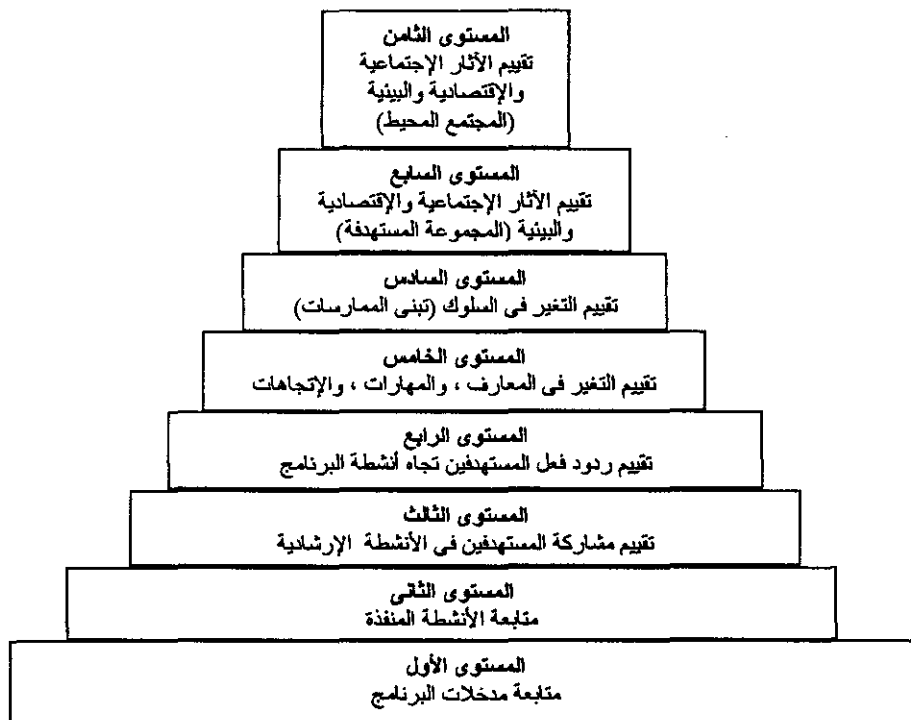 المستوى الثامن
تقييم الآثار الإجتماعية
والإقتصادية والبيئية
(المجتمع المحيط)
المستوى السابع
تقييم الآثار الإجتماعية والإقتصادية
والبيئية (المجموعة المستهدفة)
المستوى السادس
تقييم التغير فى السلوك (تبنى الممارسات)
المستوى الخامس
تقييم التغير فى المعارف ، والمهارات ، والإتجاهات
المستوى الرابع
تقييم ردود فعل المستهدفين تجاه أنشطة البرنامج
المستوى الثالث
تقييم مشاركة المستهدفين فى الأنشطة الإرشادية
المستوى الثانى
متابعة الأنشطة المنفذة
المستوى الأول
متابعة مدخلات البرنامج